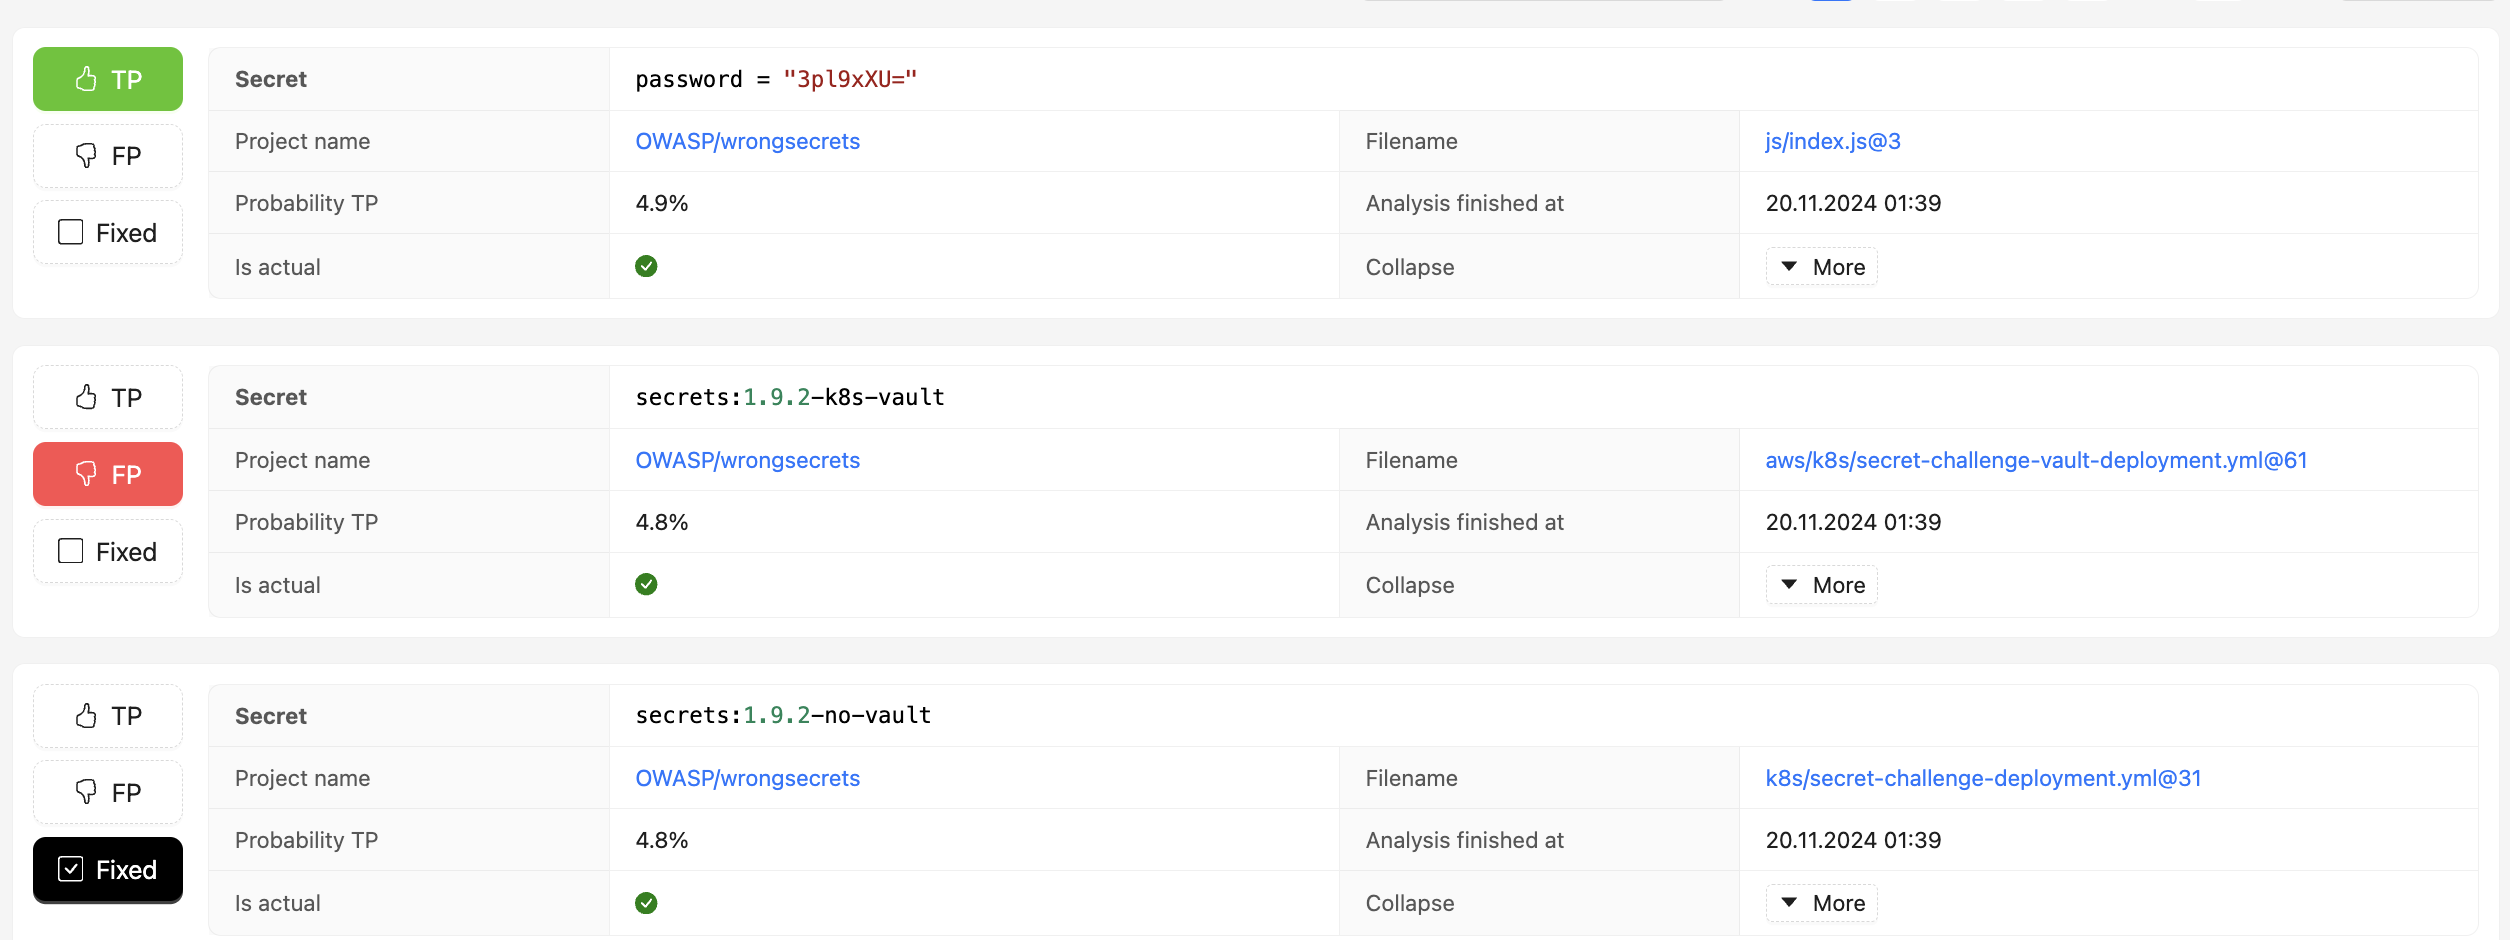 TP
Secret
password = "3pl9xXU="
FP
Project name
OWASP/wrongsecrets
Filename
js/index.js@3
Fixed
Probability TP
4.9%
Analysis finished at
20.11.2024 01:39
Is actual
Collapse
More
TP
Secret
secrets:1.9.2-k8s-vault
FP
Project name
OWASP/wrongsecrets
Filename
aws/k8s/secret-challenge-vault-deployment.yml@61
Fixed
Probability TP
4.8%
Analysis finished at
20.11.2024 01:39
Is actual
Collapse
More
TP
Secret
secrets:1.9.2-no-vault
FP
Project name
OWASP/wrongsecrets
Filename
k8s/secret-challenge-deployment.yml@31
Fixed
Probability TP
4.8%
Analysis finished at
20.11.2024 01:39
Is actual
Collapse
More